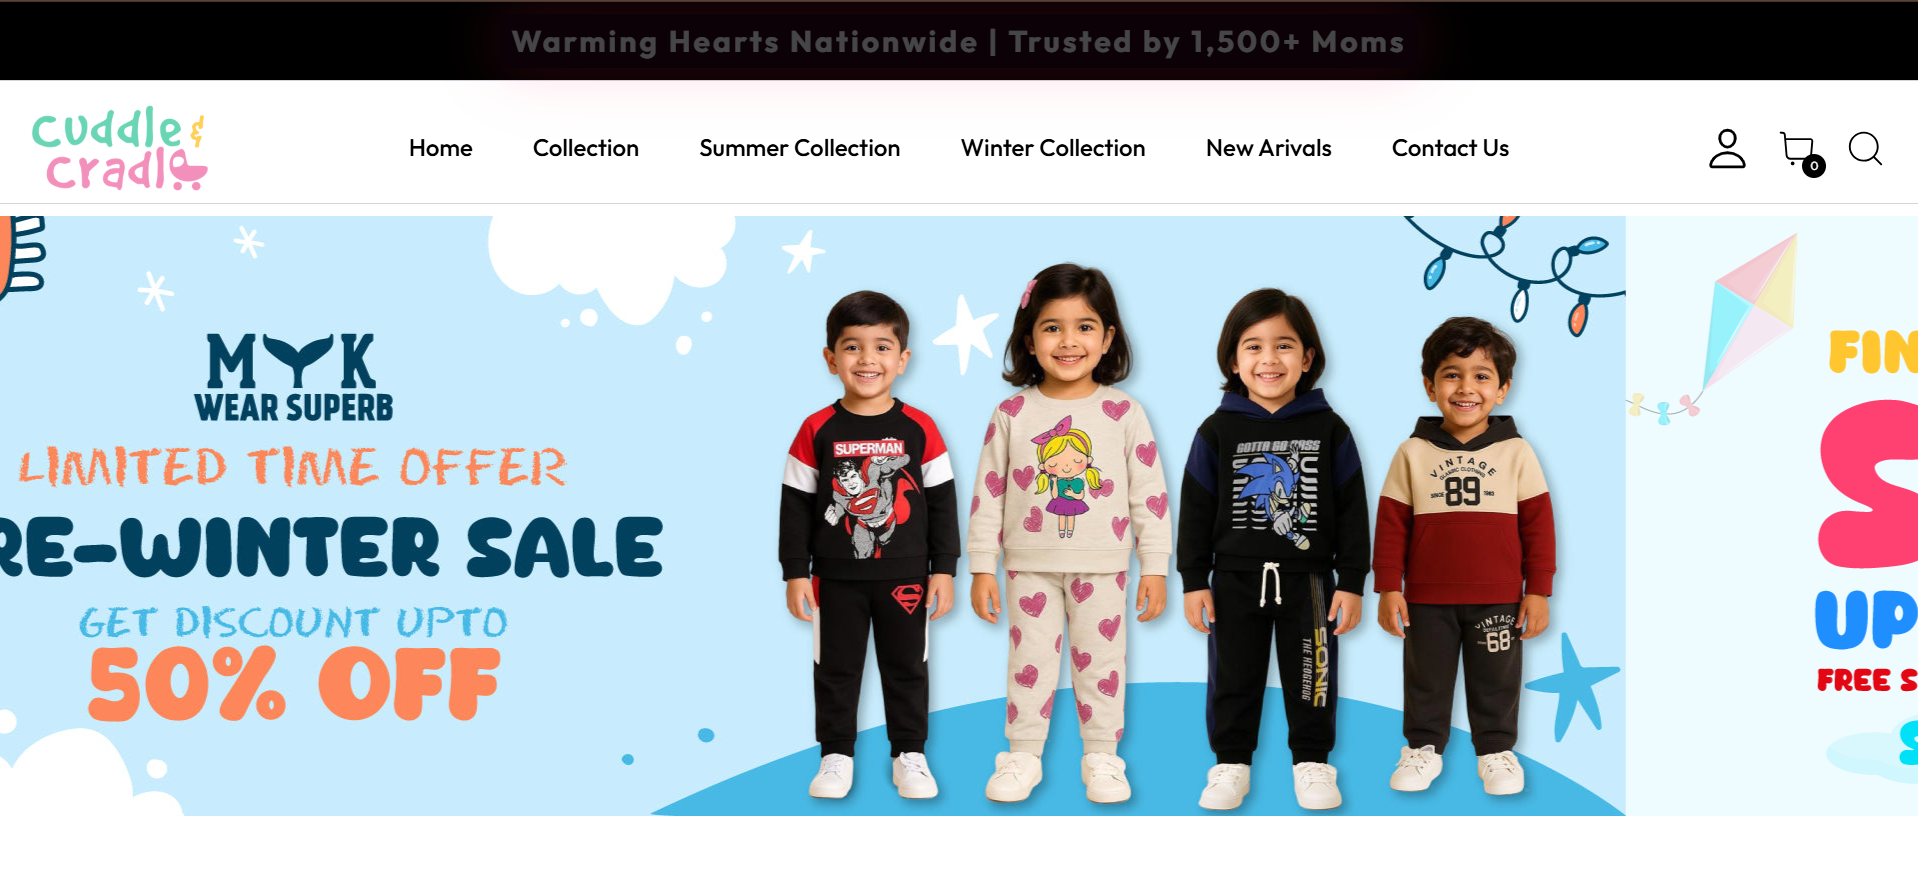 Warming Hearts Nationwide | Trusted by 1,500+ Moms
cuddle &
cradle
Home
Collection
Summer Collection
Winter Collection
New Arivals
Contact Us
0
MYK
WEAR SUPERB
LIMITED TIME OFFER
RE-WINTER SALE
GET DISCOUNT UPTO
50% OFF
SUPERMAN
GOTTA GO
VINTAGE
CLASSIC CLOTHING
SINCE 89 1983
SONIC
THE HEDGEHOG
VINTAGE
68
FIN
S
UP
FREE S
S